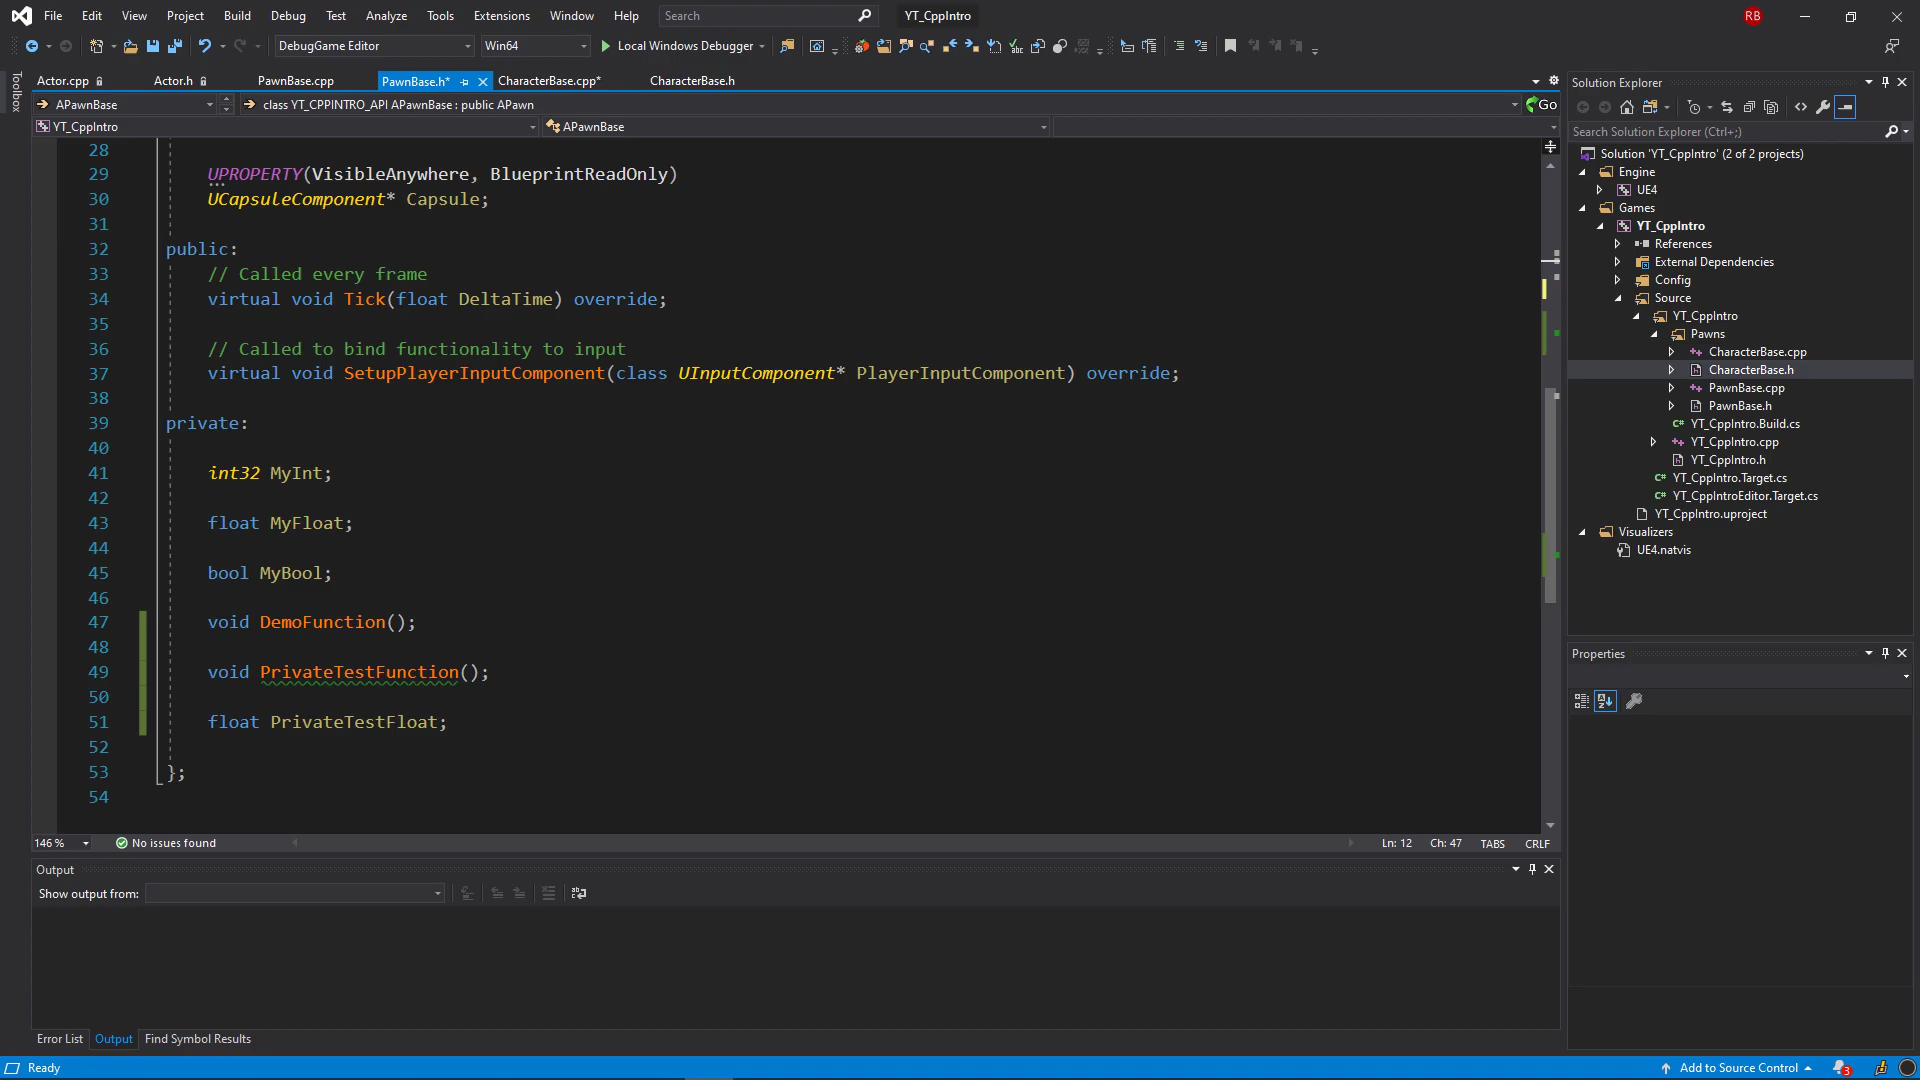 File Edit View Project Build Debug Test Analyze Tools Extensions Window Help Search YT_CppIntro RB
DebugGame Editor Win64 Local Windows Debugger
Toolbox
Actor.cpp Actor.h PawnBase.cpp PawnBase.h* CharacterBase.cpp* CharacterBase.h
APawnBase class YT_CPPINTRO_API APawnBase : public APawn Go
YT_CppIntro APawnBase
28
29 UPROPERTY(VisibleAnywhere, BlueprintReadOnly)
30 UCapsuleComponent* Capsule;
31
32 public:
33 // Called every frame
34 virtual void Tick(float DeltaTime) override;
35
36 // Called to bind functionality to input
37 virtual void SetupPlayerInputComponent(class UInputComponent* PlayerInputComponent) override;
38
39 private:
40
41 int32 MyInt;
42
43 float MyFloat;
44
45 bool MyBool;
46
47 void DemoFunction();
48
49 void PrivateTestFunction();
50
51 float PrivateTestFloat;
52
53 };
54
146 % No issues found Ln: 12 Ch: 47 TABS CRLF
Output
Show output from:
Error List Output Find Symbol Results
Solution Explorer
Search Solution Explorer (Ctrl+;)
Solution 'YT_CppIntro' (2 of 2 projects)
Engine
UE4
Games
YT_CppIntro
References
External Dependencies
Config
Source
YT_CppIntro
Pawns
CharacterBase.cpp
CharacterBase.h
PawnBase.cpp
PawnBase.h
YT_CppIntro.Build.cs
YT_CppIntro.cpp
YT_CppIntro.h
YT_CppIntro.Target.cs
YT_CppIntroEditor.Target.cs
YT_CppIntro.uproject
Visualizers
UE4.natvis
Properties
Ready Add to Source Control 3